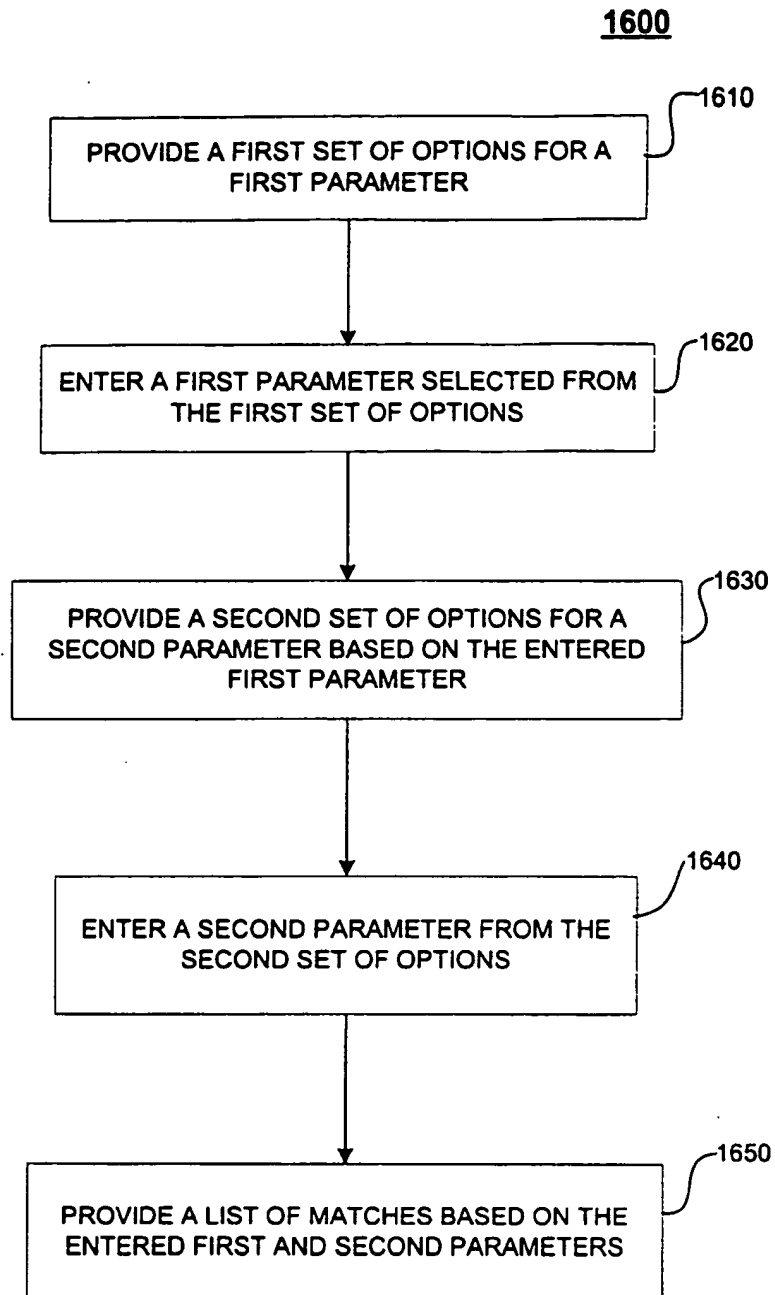 1600
1610
PROVIDE A FIRST SET OF OPTIONS FOR A
FIRST PARAMETER
1620
ENTER A FIRST PARAMETER SELECTED FROM
THE FIRST SET OF OPTIONS
1630
PROVIDE A SECOND SET OF OPTIONS FOR A
SECOND PARAMETER BASED ON THE ENTERED
FIRST PARAMETER
1640
ENTER A SECOND PARAMETER FROM THE
SECOND SET OF OPTIONS
1650
PROVIDE A LIST OF MATCHES BASED ON THE
ENTERED FIRST AND SECOND PARAMETERS